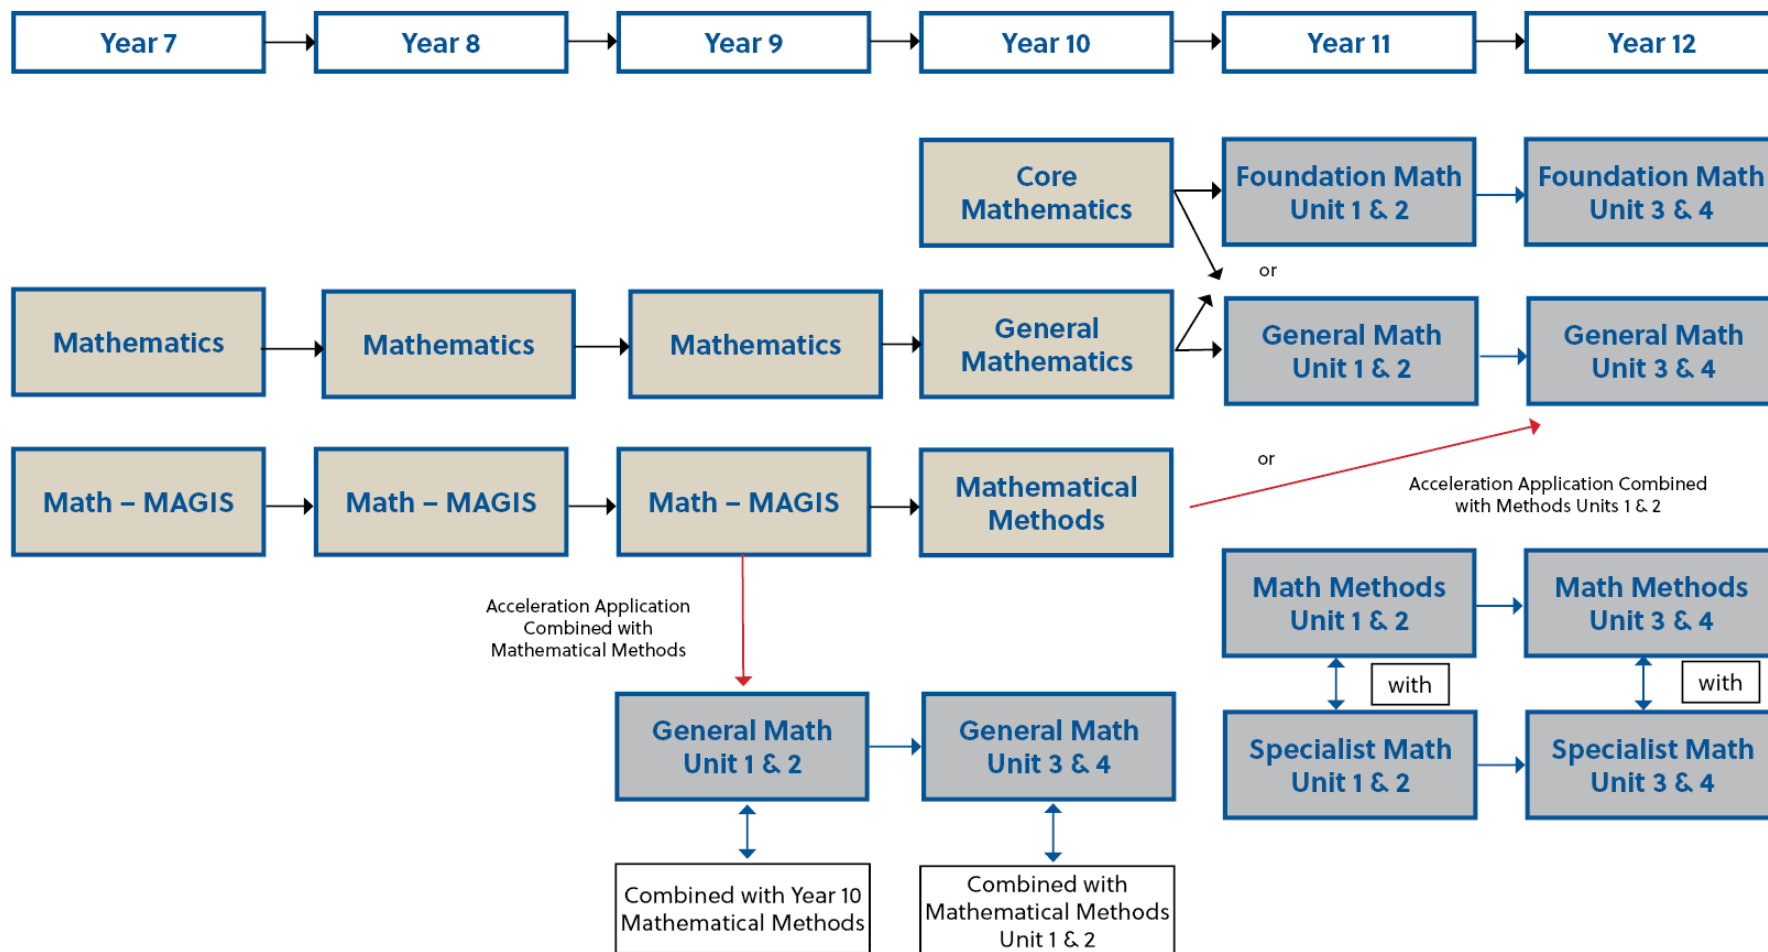 Year 7
Year 8
Year 9
Year 10
Year 11
Year 12
Core
Mathematics
Foundation Math
Unit 1 & 2
Foundation Math
Unit 3 & 4
or
Mathematics
Mathematics
Mathematics
General
Mathematics
General Math
Unit 1 & 2
General Math
Unit 3 & 4
Math – MAGIS
Math – MAGIS
Math – MAGIS
Mathematical
Methods
or
Acceleration Application Combined
with Methods Units 1 & 2
Acceleration Application
Combined with
Mathematical Methods
Math Methods
Unit 1 & 2
Math Methods
Unit 3 & 4
with
with
General Math
Unit 1 & 2
General Math
Unit 3 & 4
Specialist Math
Unit 1 & 2
Specialist Math
Unit 3 & 4
Combined with Year 10
Mathematical Methods
Combined with
Mathematical Methods
Unit 1 & 2